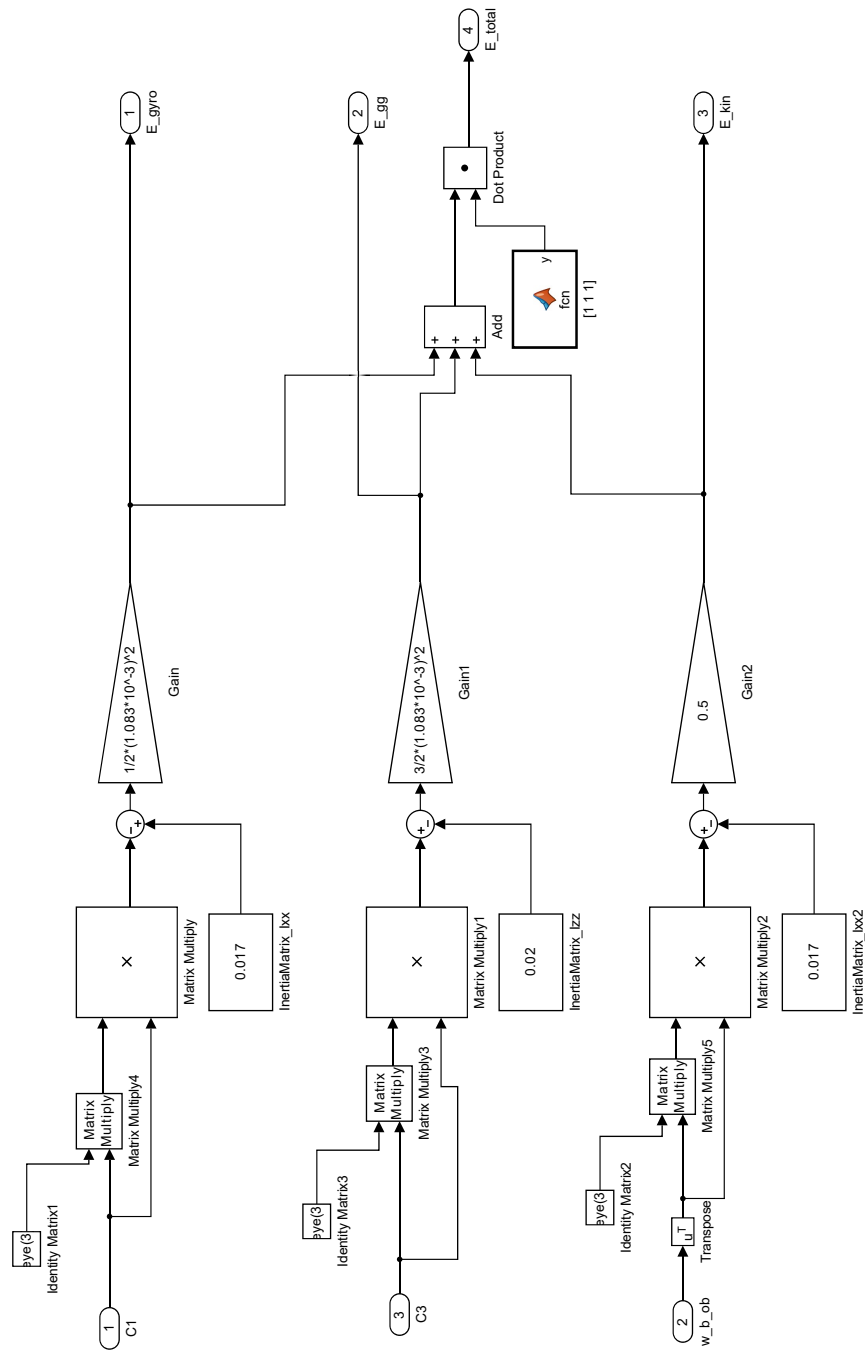 1
C1
eye(3
Identity Matrix1
Matrix
Multiply
Matrix Multiply4
×
Matrix Multiply
0.017
InertiaMatrix_Ixx
-
+
1/2*(1.083*10^-3)^2
Gain
1
E_gyro
3
C3
eye(3
Identity Matrix3
Matrix
Multiply
Matrix Multiply3
×
Matrix Multiply1
0.02
InertiaMatrix_Izz
+
-
3/2*(1.083*10^-3)^2
Gain1
2
E_gg
+
+
+
Add
y
fcn
[1 1 1]
Dot Product
4
E_total
2
w_b_ob
uT
Transpose
eye(3
Identity Matrix2
Matrix
Multiply
Matrix Multiply5
×
Matrix Multiply2
0.017
InertiaMatrix_Ixx2
+
-
0.5
Gain2
3
E_kin